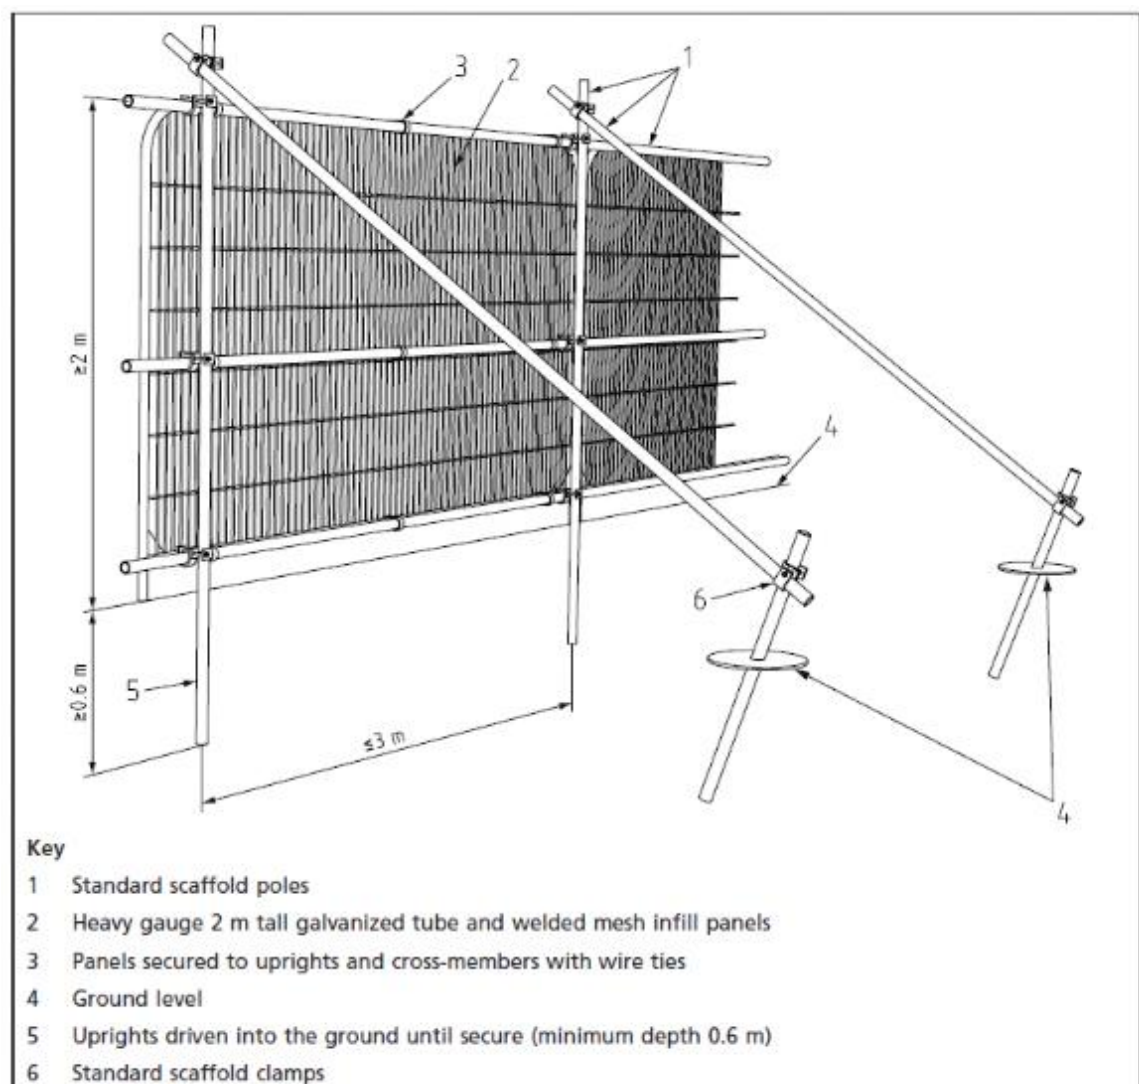 1
3
2
4
≥2 m
6
5
≥0.6 m
≤3 m
4
Key
1 Standard scaffold poles
2 Heavy gauge 2 m tall galvanized tube and welded mesh infill panels
3 Panels secured to uprights and cross-members with wire ties
4 Ground level
5 Uprights driven into the ground until secure (minimum depth 0.6 m)
6 Standard scaffold clamps